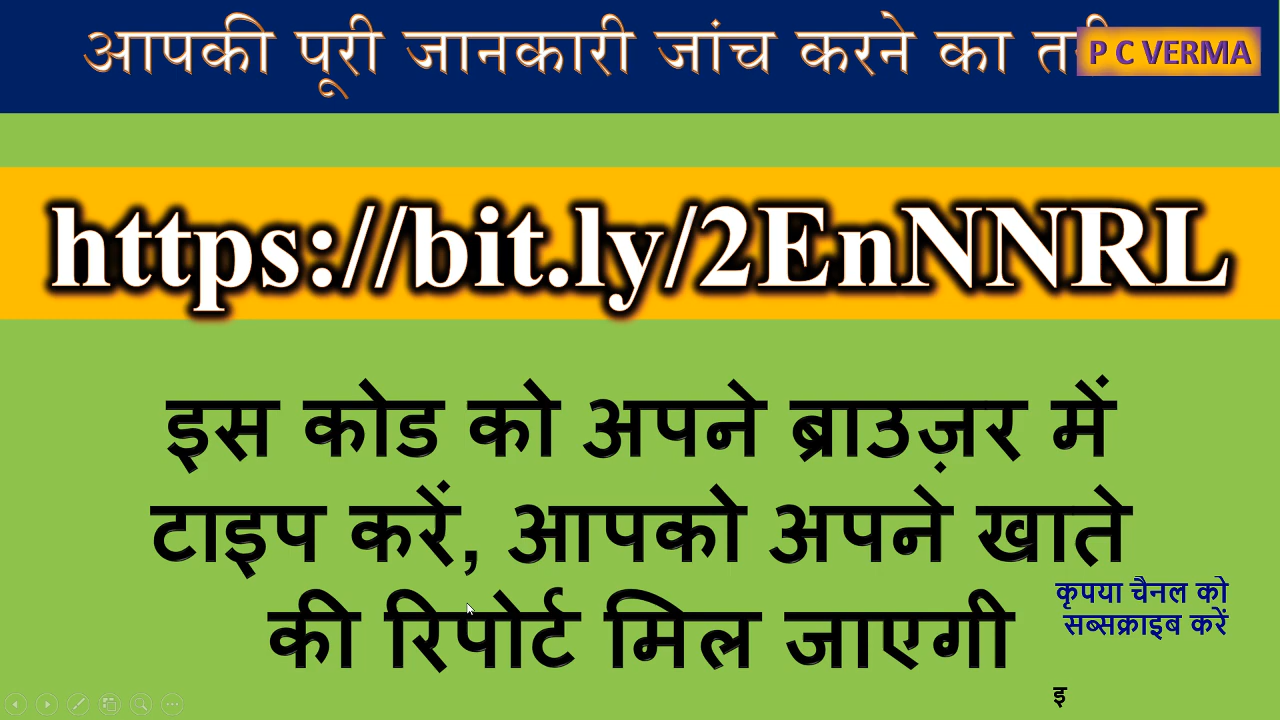 आपकी पूरी जानकारी जांच करने का
P C VERMA
https://bit.ly/2EnNNRL
इस कोड को अपने ब्राउज़र में
टाइप करें, आपको अपने खाते
की रिपोर्ट मिल जाएगी
कृपया चैनल को
सब्सक्राइब करें
इ